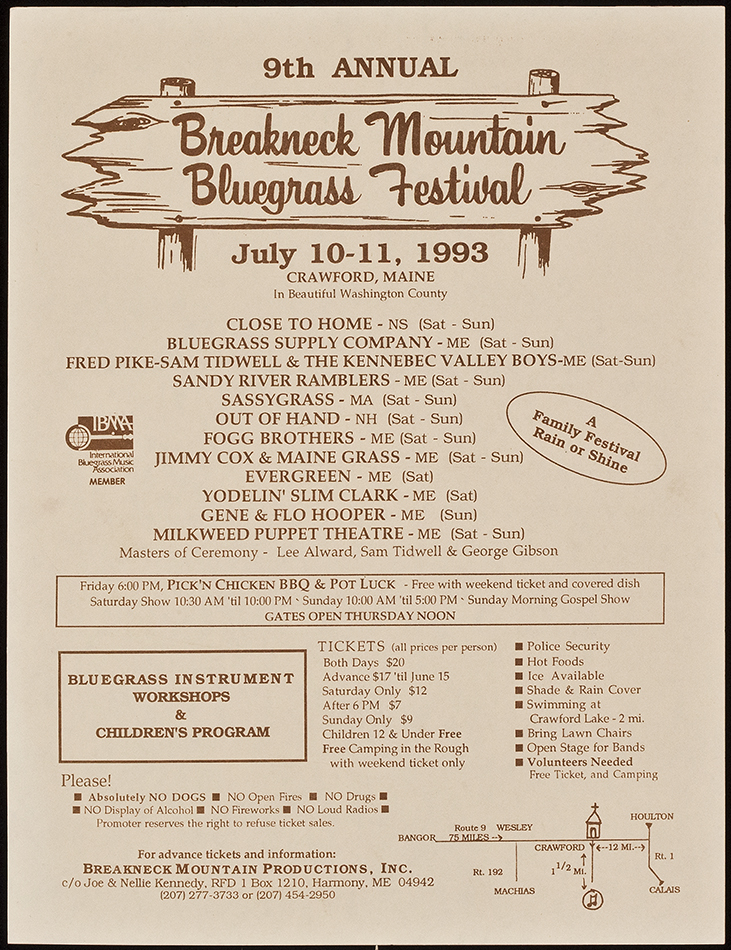 9th ANNUAL
Breakneck Mountain
Bluegrass Festival
July 10-11, 1993
CRAWFORD, MAINE
In Beautiful Washington County
CLOSE TO HOME - NS (Sat - Sun)
BLUEGRASS SUPPLY COMPANY - ME (Sat - Sun)
FRED PIKE-SAM TIDWELL & THE KENNEBEC VALLEY BOYS-ME (Sat-Sun)
SANDY RIVER RAMBLERS - ME (Sat - Sun)
SASSYGRASS - MA (Sat - Sun)
OUT OF HAND - NH (Sat - Sun)
FOGG BROTHERS - ME (Sat - Sun)
JIMMY COX & MAINE GRASS - ME (Sat - Sun)
EVERGREEN - ME (Sat)
YODELIN' SLIM CLARK - ME (Sat)
GENE & FLO HOOPER - ME (Sun)
MILKWEED PUPPET THEATRE - ME (Sat - Sun)
Masters of Ceremony - Lee Alward, Sam Tidwell & George Gibson
IBMA
International
Bluegrass Music
Association
MEMBER
A
Family Festival
Rain or Shine
Friday 6:00 PM, PICK'N CHICKEN BBQ & POT LUCK - Free with weekend ticket and covered dish
Saturday Show 10:30 AM 'til 10:00 PM ` Sunday 10:00 AM 'til 5:00 PM ` Sunday Morning Gospel Show
GATES OPEN THURSDAY NOON
BLUEGRASS INSTRUMENT
WORKSHOPS
&
CHILDREN'S PROGRAM
TICKETS (all prices per person)
Both Days $20
Advance $17 'til June 15
Saturday Only $12
After 6 PM $7
Sunday Only $9
Children 12 & Under Free
Free Camping in the Rough
with weekend ticket only
■ Police Security
■ Hot Foods
■ Ice Available
■ Shade & Rain Cover
■ Swimming at
Crawford Lake - 2 mi.
■ Bring Lawn Chairs
■ Open Stage for Bands
■ Volunteers Needed
Free Ticket, and Camping
Please!
■ Absolutely NO DOGS ■ NO Open Fires ■ NO Drugs ■
■ NO Display of Alcohol ■ NO Fireworks ■ NO Loud Radios ■
Promoter reserves the right to refuse ticket sales.
For advance tickets and information:
BREAKNECK MOUNTAIN PRODUCTIONS, INC.
c/o Joe & Nellie Kennedy, RFD 1 Box 1210, Harmony, ME 04942
(207) 277-3733 or (207) 454-2950
HOULTON
Route 9 WESLEY
BANGOR 75 MILES -->
CRAWFORD <--12 MI.-->
Rt. 1
Rt. 192
1 1/2 MI.
MACHIAS
CALAIS